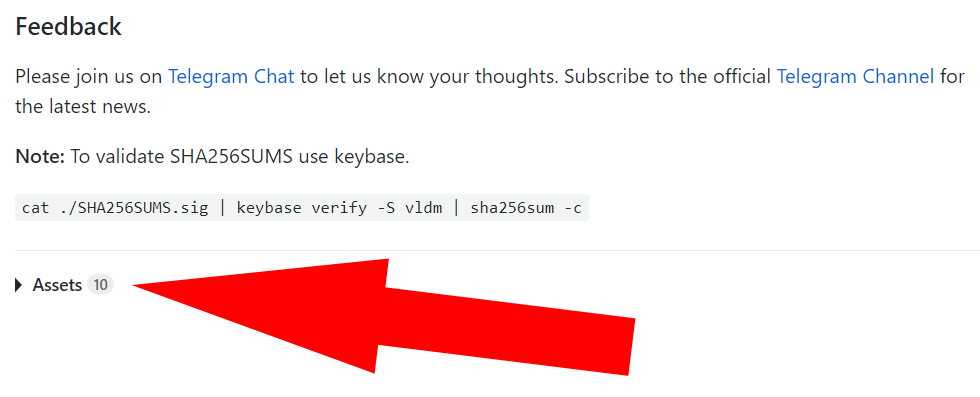 Feedback
Please join us on Telegram Chat to let us know your thoughts. Subscribe to the official Telegram Channel for
the latest news.
Note: To validate SHA256SUMS use keybase.
cat ./SHA256SUMS.sig | keybase verify -S vldm | sha256sum -c
Assets 10